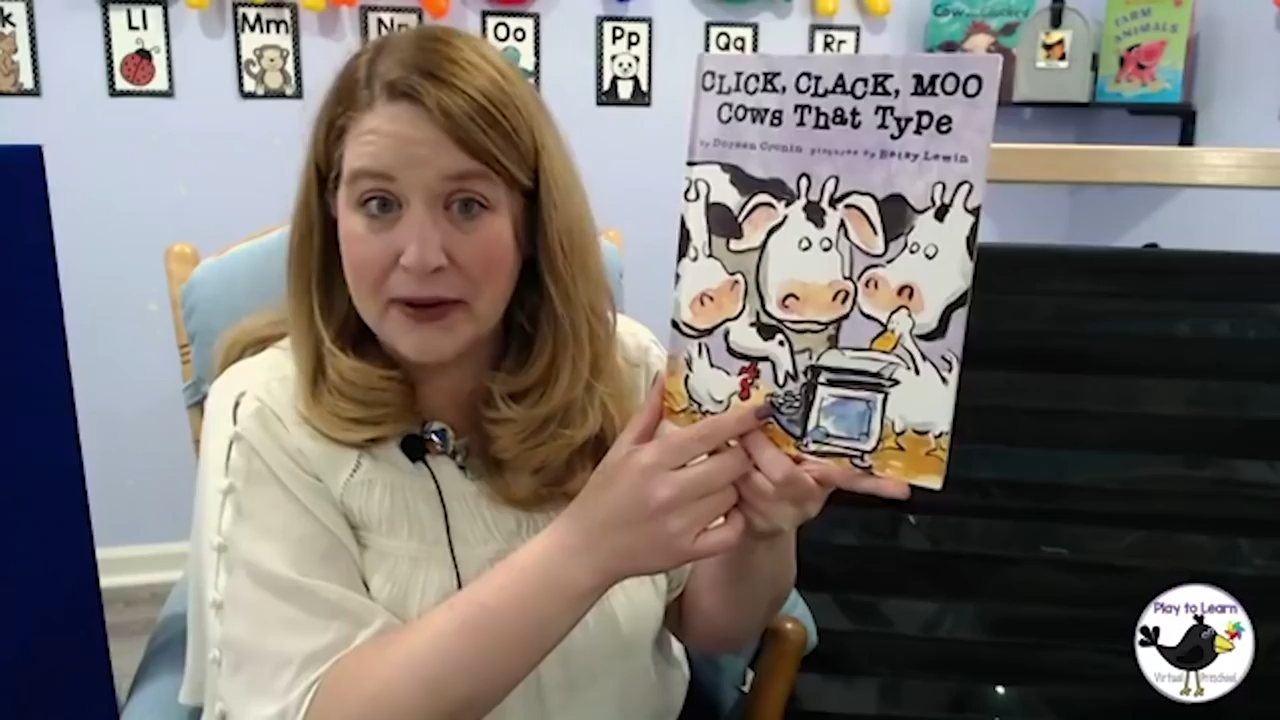 k
Ll
Mm
Nn
Oo
Pp
Qq
Rr
FARM
ANIMALS
CLICK, CLACK, MOO
Cows That Type
by Doreen Cronin pictures by Betsy Lewin
Play to Learn
Virtual Preschool